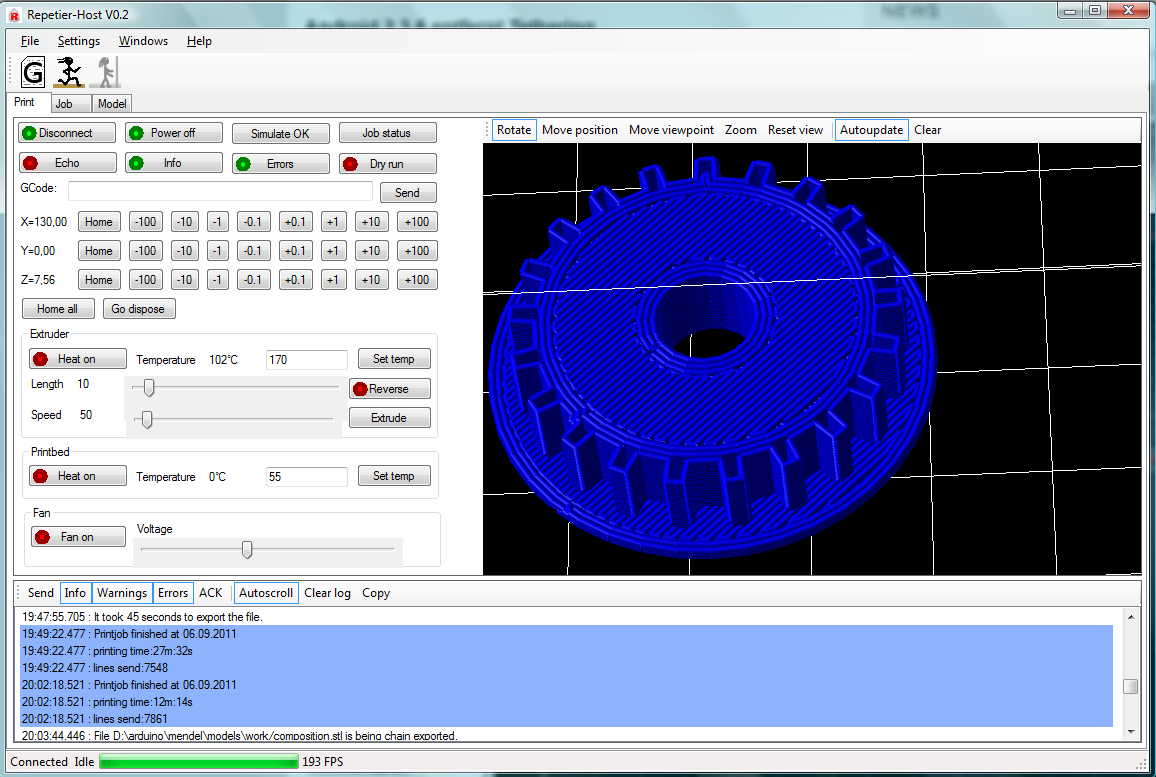 Repetier-Host V0.2
NEWS
File Settings Windows Help
G
Print Job Model
Disconnect Power off Simulate OK Job status
Echo Info Errors Dry run
GCode: Send
X=130,00 Home -100 -10 -1 -0.1 +0.1 +1 +10 +100
Y=0,00 Home -100 -10 -1 -0.1 +0.1 +1 +10 +100
Z=7,56 Home -100 -10 -1 -0.1 +0.1 +1 +10 +100
Home all Go dispose
Extruder
Heat on Temperature 102°C 170 Set temp
Length 10 Reverse
Speed 50 Extrude
Printbed
Heat on Temperature 0°C 55 Set temp
Fan
Fan on Voltage
Rotate Move position Move viewpoint Zoom Reset view Autoupdate Clear
Send Info Warnings Errors ACK Autoscroll Clear log Copy
19:47:55.705 : It took 45 seconds to export the file.
19:49:22.477 : Printjob finished at 06.09.2011
19:49:22.477 : printing time:27m:32s
19:49:22.477 : lines send:7548
20:02:18.521 : Printjob finished at 06.09.2011
20:02:18.521 : printing time:12m:14s
20:02:18.521 : lines send:7861
20:03:44.446 : File D:\arduino\mendel\models\work/composition.stl is being chain exported.
Connected Idle 193 FPS